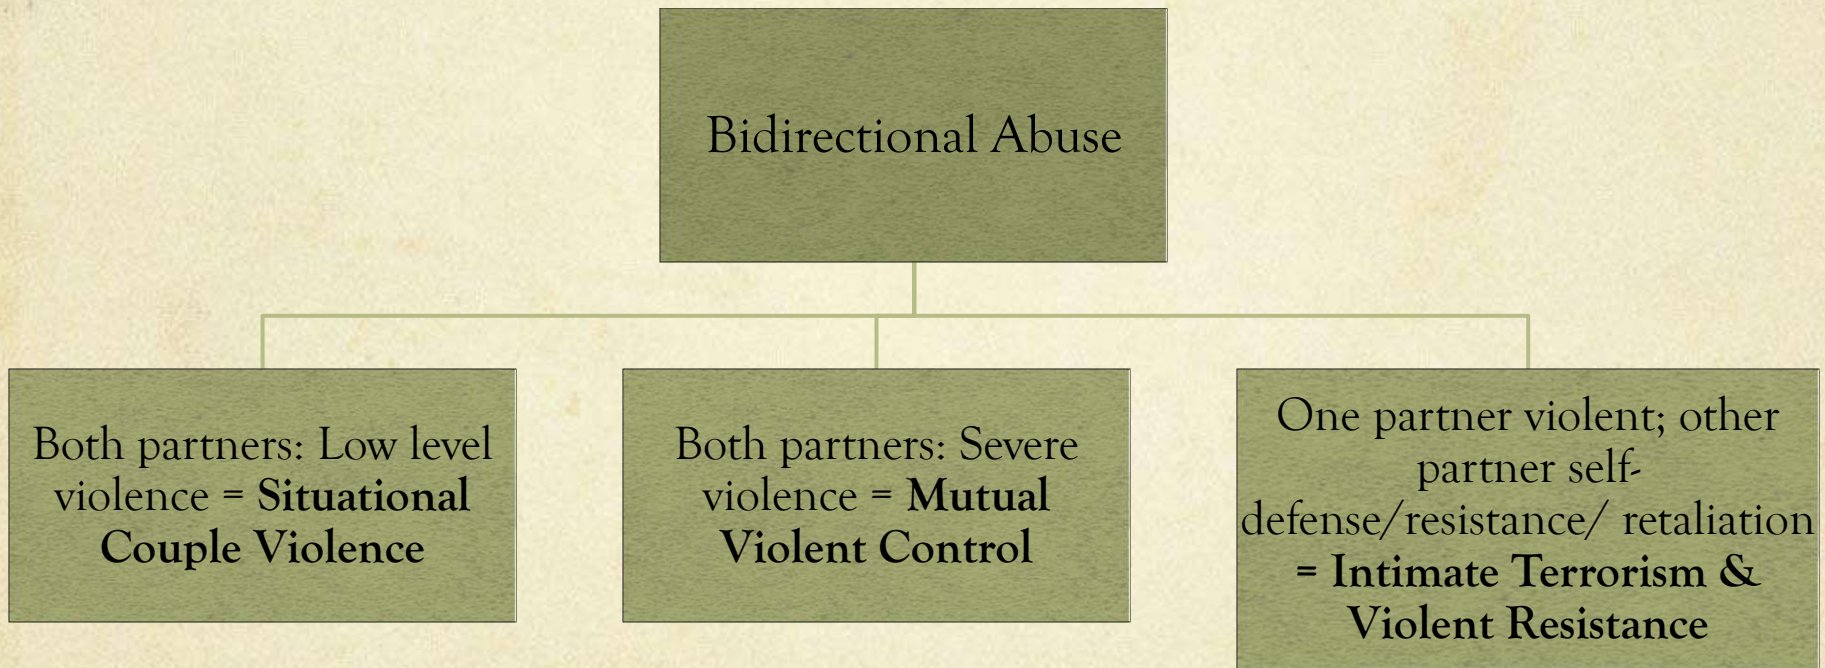 Bidirectional Abuse
Both partners: Low level
violence = Situational
Couple Violence
Both partners: Severe
violence = Mutual
Violent Control
One partner violent; other
partner self-
defense/resistance/ retaliation
= Intimate Terrorism &
Violent Resistance